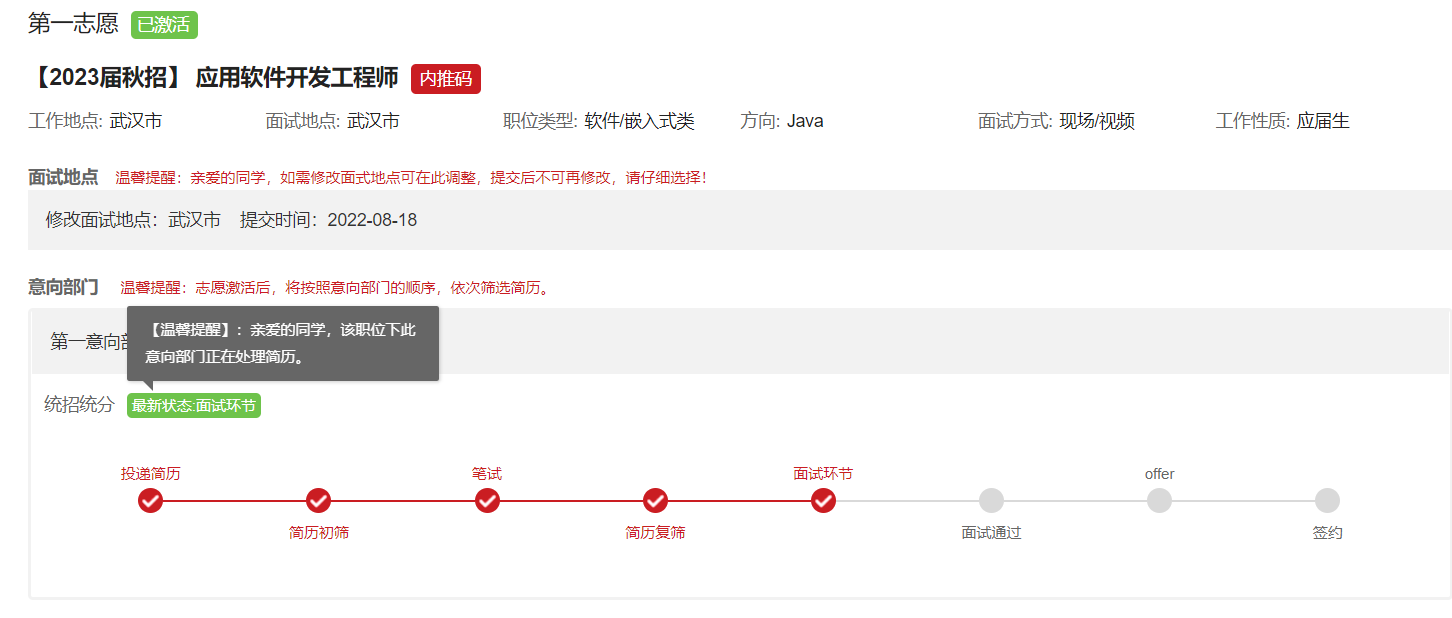 第一志愿 已激活
【2023届秋招】 应用软件开发工程师 内推码
工作地点: 武汉市 面试地点: 武汉市 职位类型: 软件/嵌入式类 方向: Java 面试方式: 现场/视频 工作性质: 应届生
面试地点 温馨提醒：亲爱的同学，如需修改面式地点可在此调整，提交后不可再修改，请仔细选择！
修改面试地点：武汉市 提交时间：2022-08-18
意向部门 温馨提醒：志愿激活后，将按照意向部门的顺序，依次筛选简历。
【温馨提醒】：亲爱的同学，该职位下此
第一意向
意向部门正在处理简历。
统招统分 最新状态:面试环节
投递简历 笔试 面试环节 offer
简历初筛 简历复筛 面试通过 签约